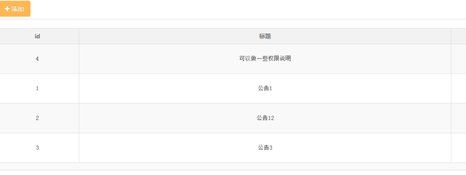 + 添加
id 标题
4 可以做一些权限说明
1 公告1
2 公告12
3 公告3